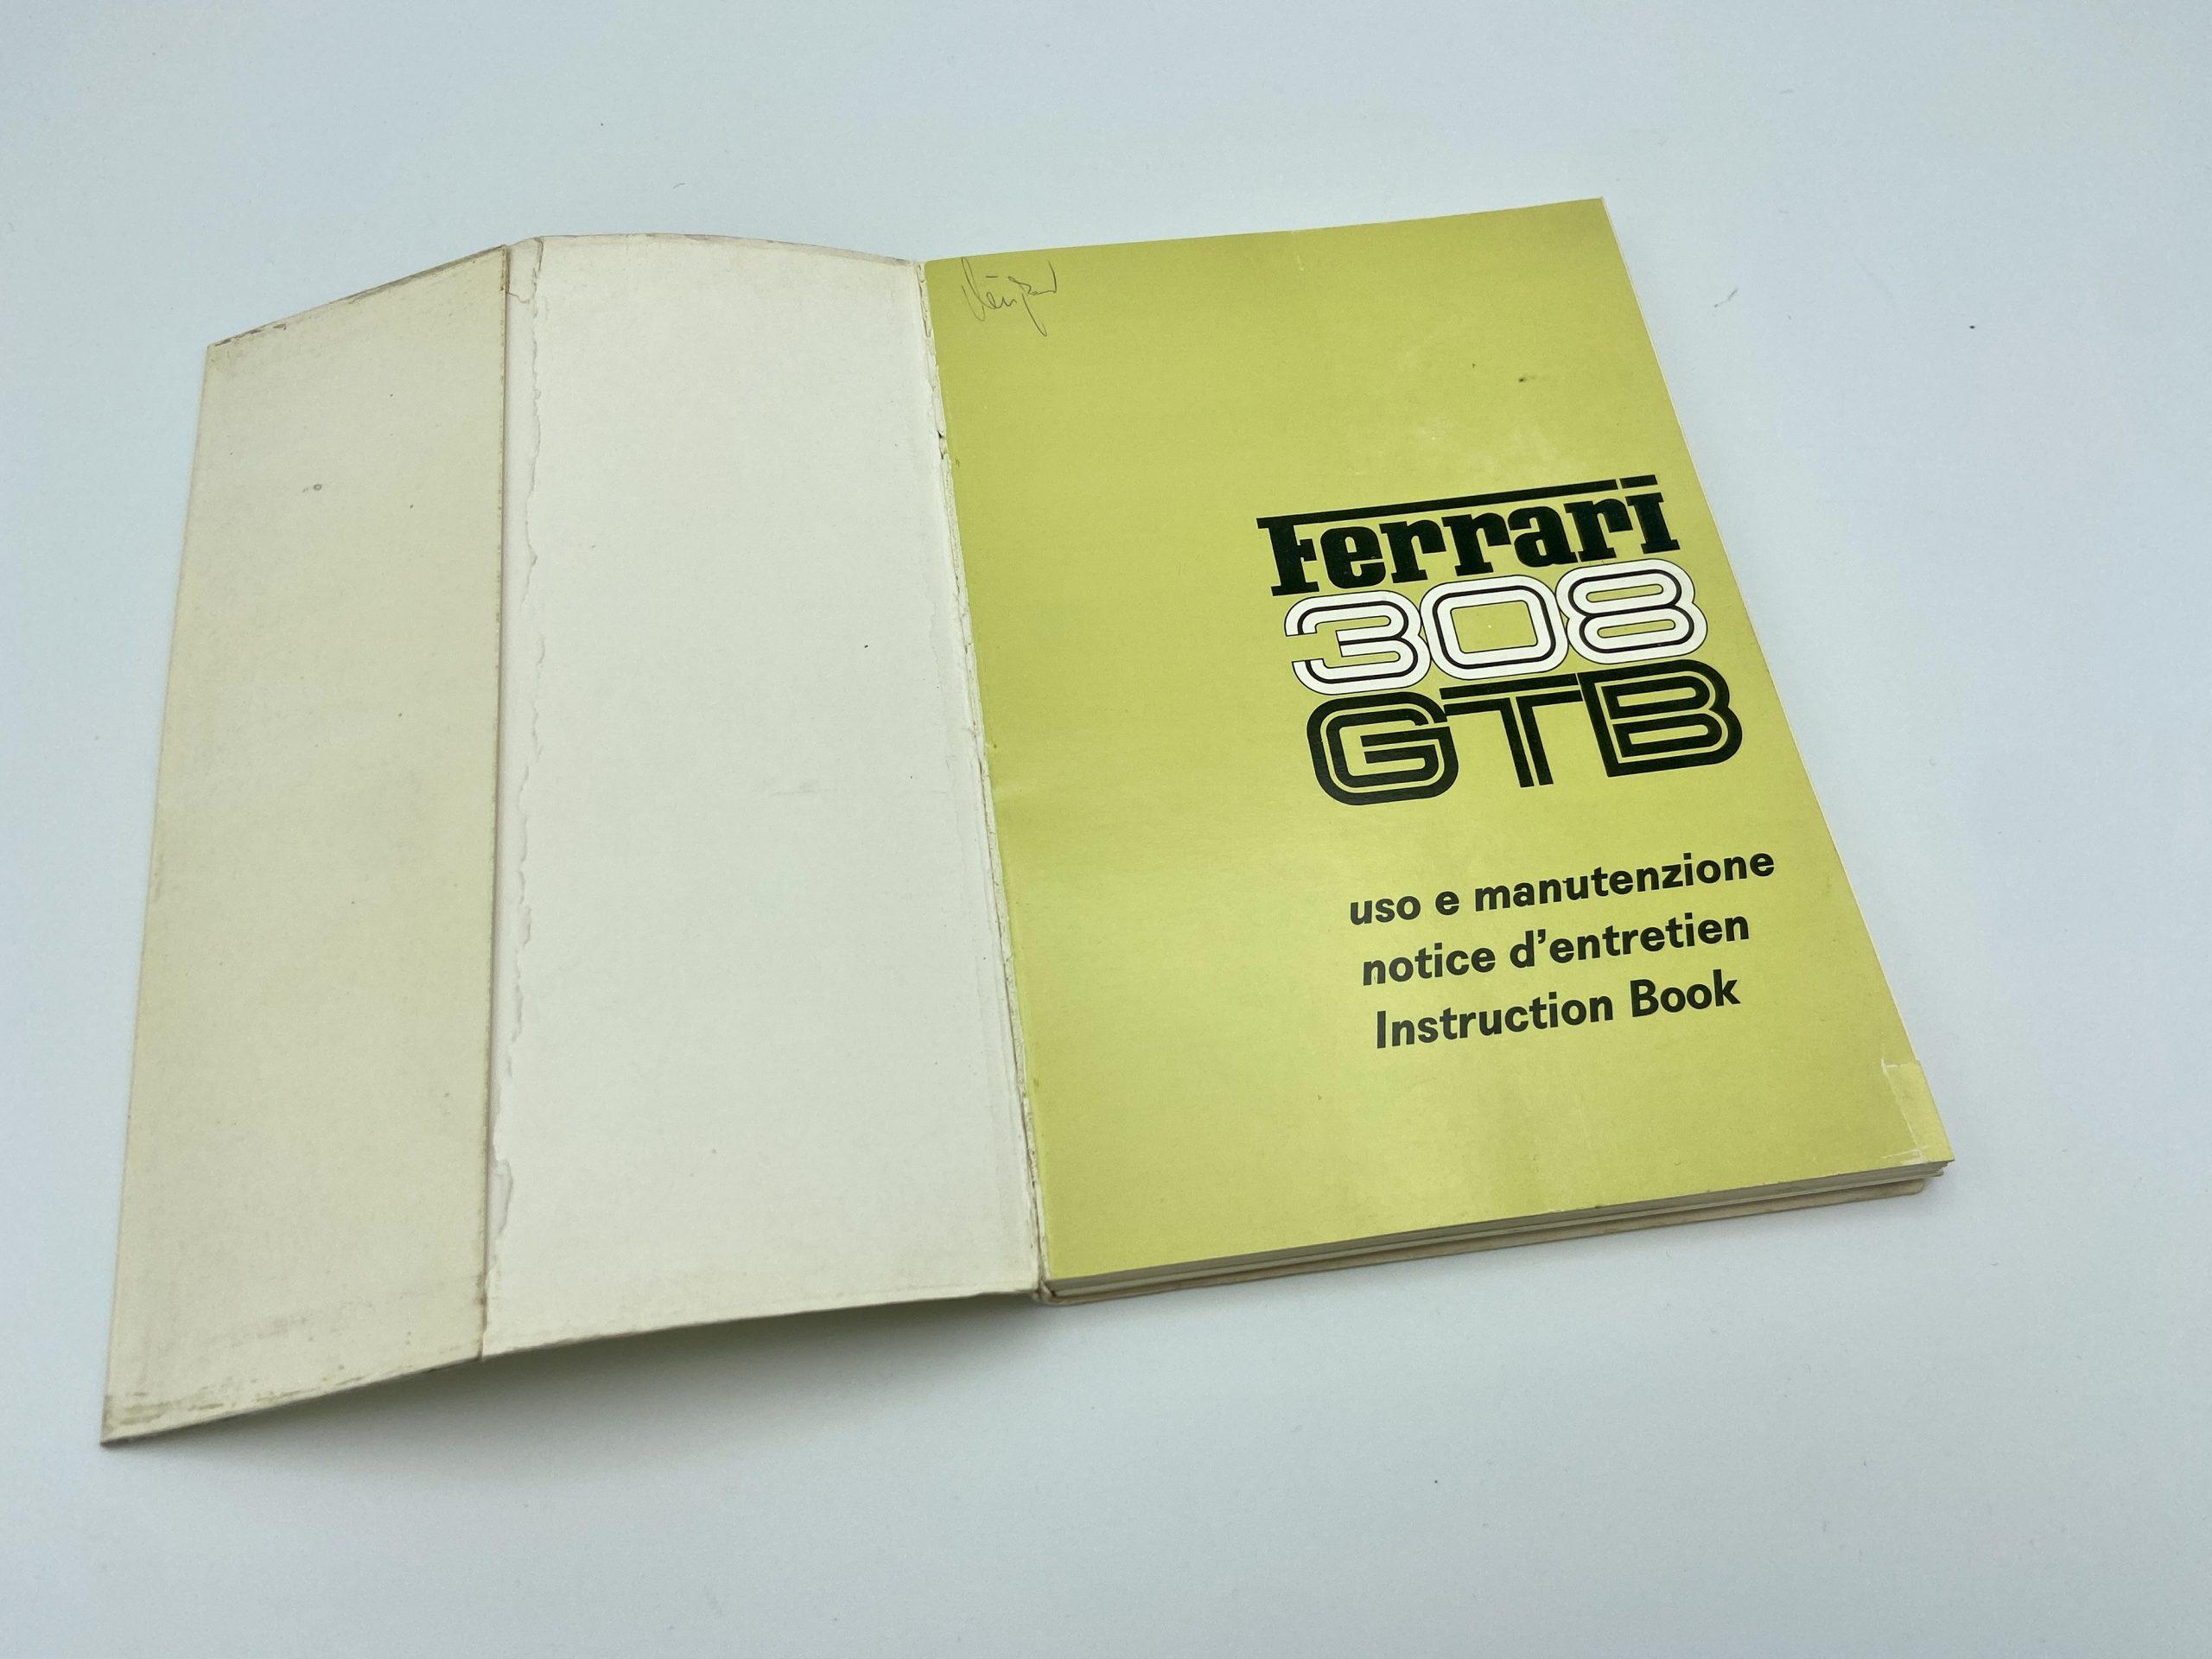 Ferrari
308
GTB
uso e manutenzione
notice d'entretien
Instruction Book